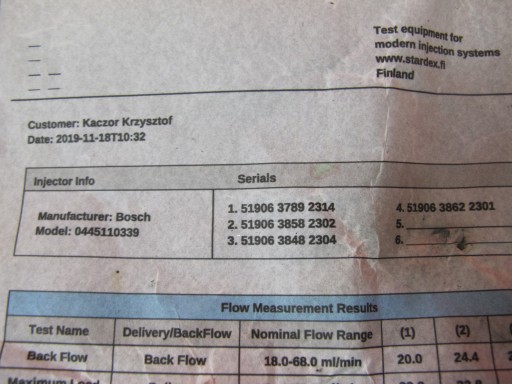 Test equipment for
modern injection systems
www.stardex.fi
Finland
Customer: Kaczor Krzysztof
Date: 2019-11-18T10:32
Injector Info Serials
Manufacturer: Bosch
Model: 0445110339
1. 51906 3789 2314
2. 51906 3858 2302
3. 51906 3848 2304
4. 51906 3862 2301
5.
6.
Flow Measurement Results
Test Name Delivery/BackFlow Nominal Flow Range (1) (2)
Back Flow Back Flow 18.0-68.0 ml/min 20.0 24.4
Maximum Load